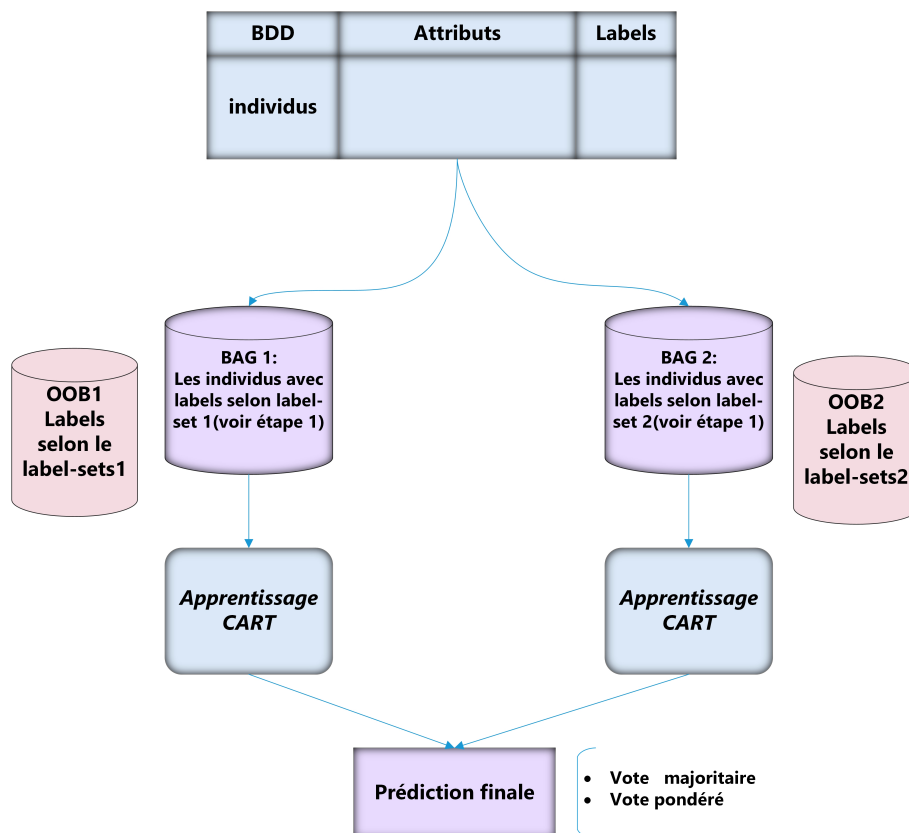 BDD
Attributs
Labels
individus
BAG 1:
Les individus avec
labels selon label-
set 1(voir étape 1)
BAG 2:
Les individus avec
labels selon label-
set 2(voir étape 1)
OOB1
Labels
selon le
label-sets1
OOB2
Labels
selon le
label-sets2
Apprentissage
CART
Apprentissage
CART
Prédiction finale
• Vote majoritaire
• Vote pondéré